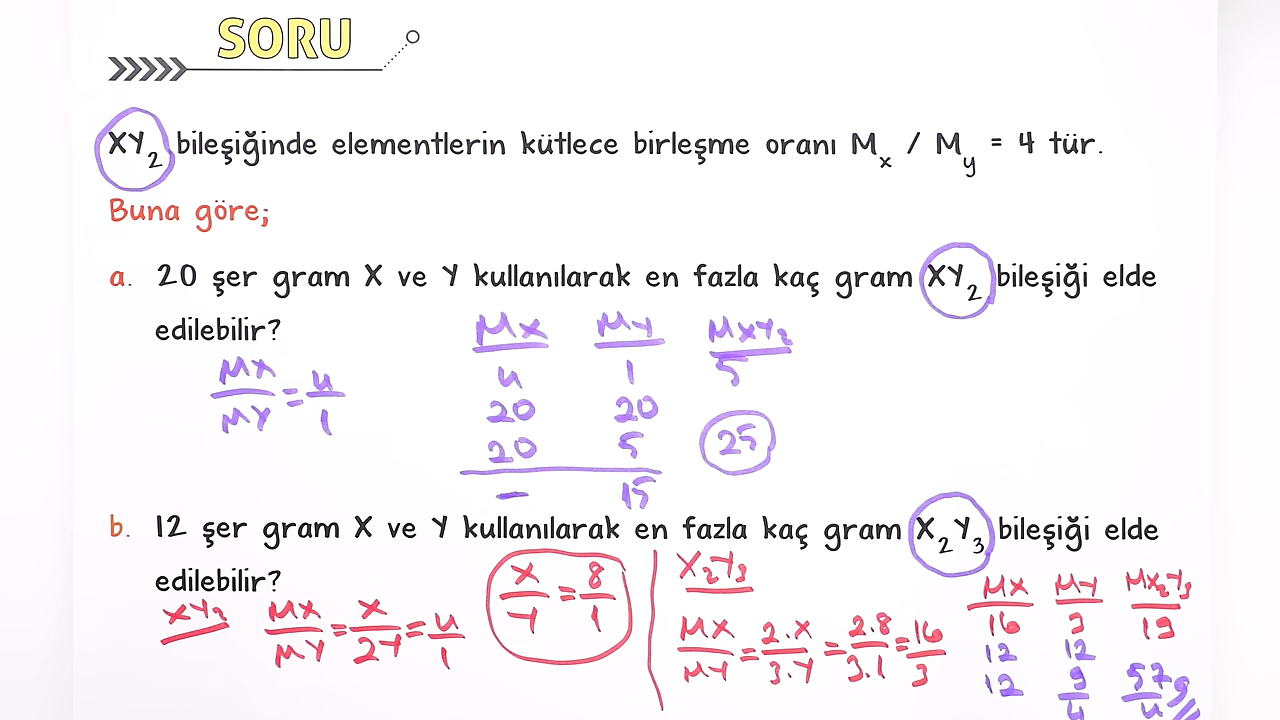 SORU
XY₂ bileşiğinde elementlerin kütlece birleşme oranı Mₓ / M_y = 4 tür.
Buna göre;
a. 20 şer gram X ve Y kullanılarak en fazla kaç gram XY₂ bileşiği elde
edilebilir?
MX/MY = 4/1
MX MY MXY₂
4 1 5
20 20
20 5 25
— 15
b. 12 şer gram X ve Y kullanılarak en fazla kaç gram X₂Y₃ bileşiği elde
edilebilir?
XY₂ MX/MY = X/2Y = 4/1
X/Y = 8/1
X₂Y₃
MX/MY = 2.X/3.Y = 2.8/3.1 = 16/3
MX MY MX₂Y₃
16 3 19
12 12
12 9/4 57/4 g